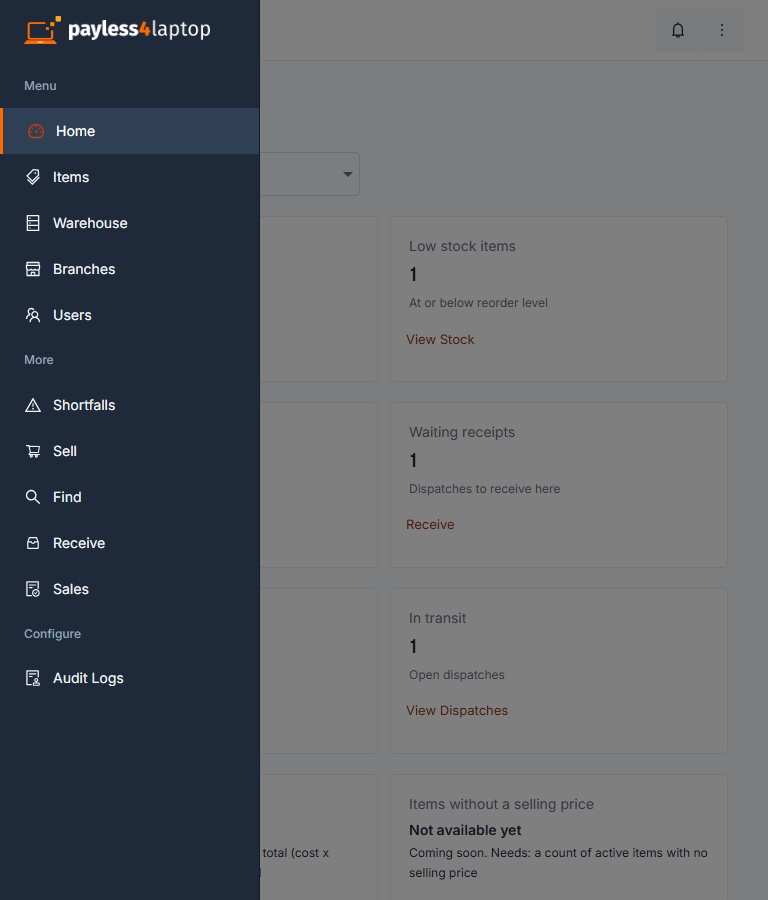 payless4laptop
Menu
Home
Items
Warehouse
Branches
Users
More
Shortfalls
Sell
Find
Receive
Sales
Configure
Audit Logs
Low stock items
1
At or below reorder level
View Stock
Waiting receipts
1
Dispatches to receive here
Receive
In transit
1
Open dispatches
View Dispatches
total (cost x
Items without a selling price
Not available yet
Coming soon. Needs: a count of active items with no
selling price